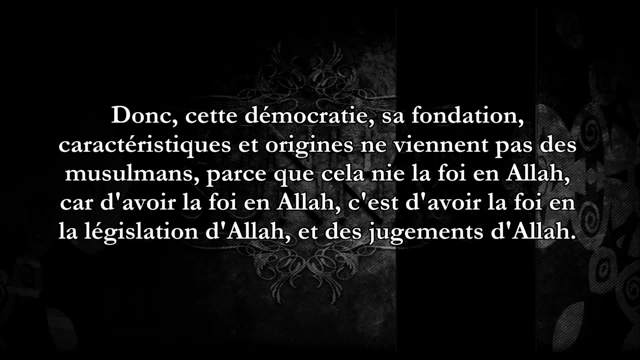 Donc, cette démocratie, sa fondation,
caractéristiques et origines ne viennent pas des
musulmans, parce que cela nie la foi en Allah,
car d'avoir la foi en Allah, c'est d'avoir la foi en
la législation d'Allah, et des jugements d'Allah.